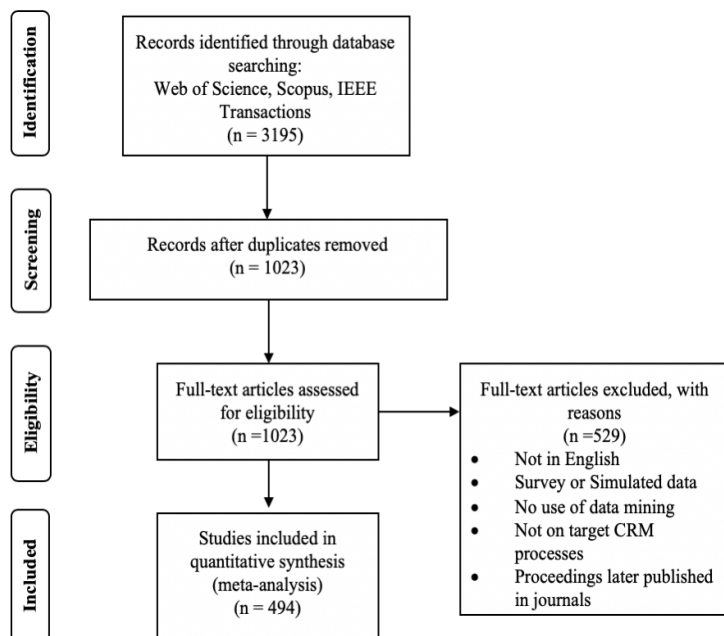 Identification
Records identified through database
searching:
Web of Science, Scopus, IEEE
Transactions
(n = 3195)
Screening
Records after duplicates removed
(n = 1023)
Eligibility
Full-text articles assessed
for eligibility
(n =1023)
Full-text articles excluded, with
reasons
(n =529)
• Not in English
• Survey or Simulated data
• No use of data mining
• Not on target CRM
processes
• Proceedings later published
in journals
Included
Studies included in
quantitative synthesis
(meta-analysis)
(n = 494)